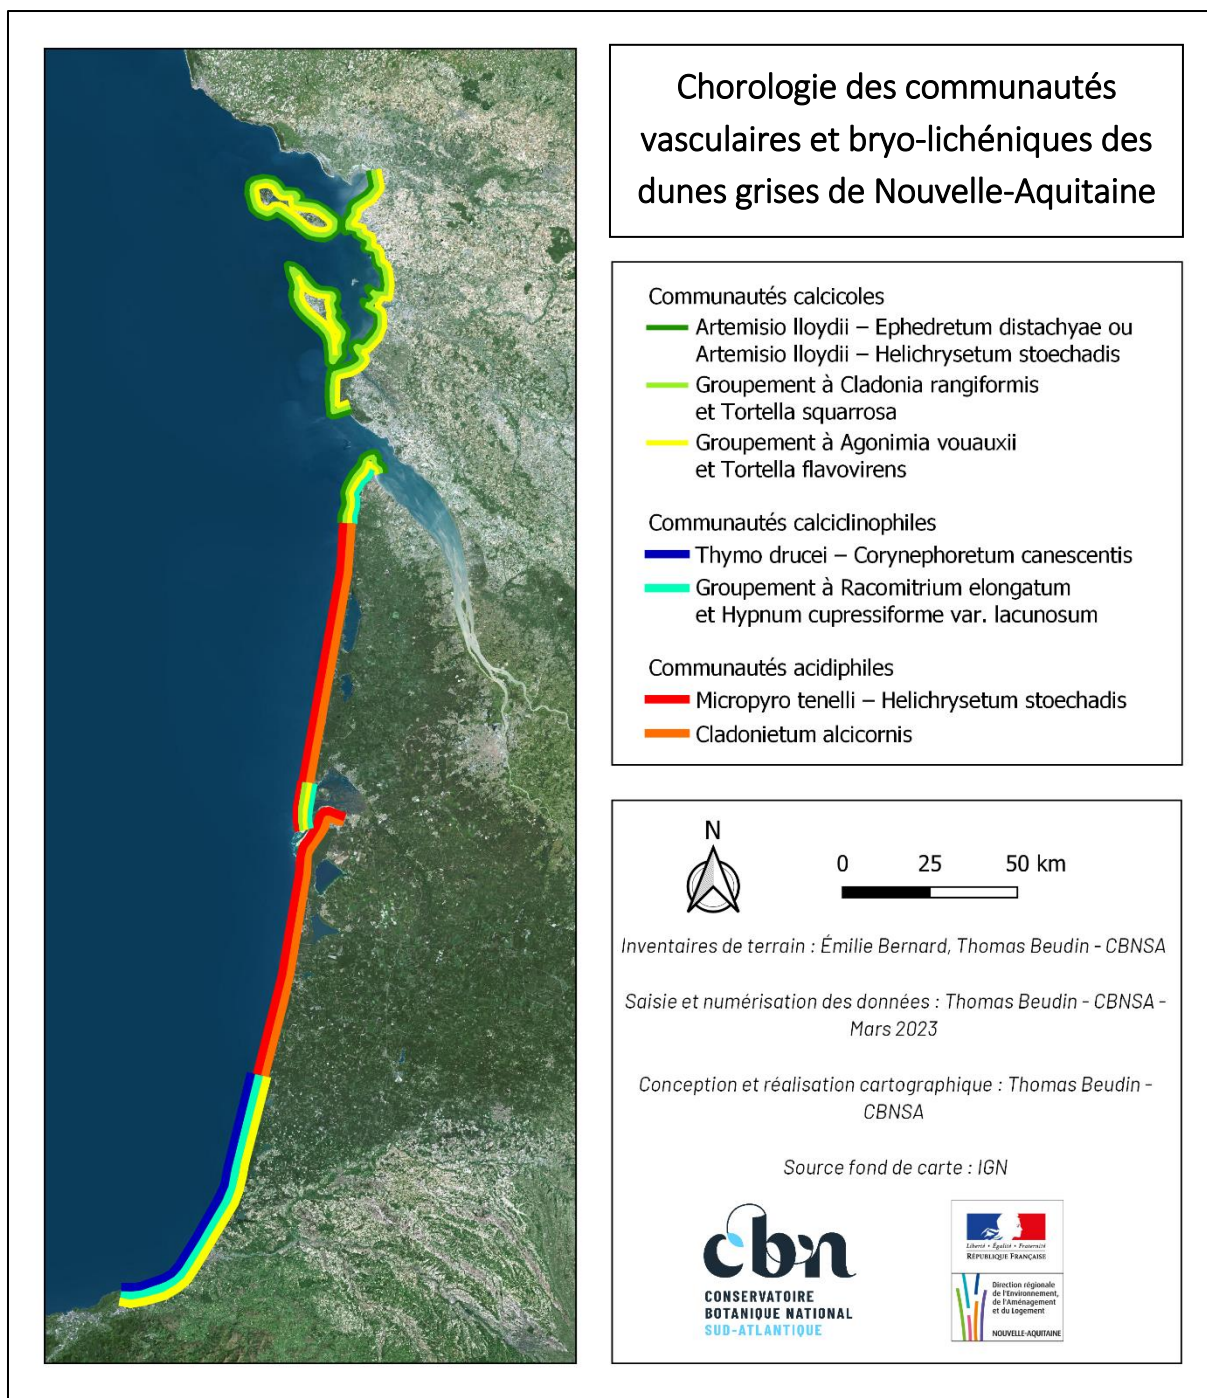 Chorologie des communautés
vasculaires et bryo-lichéniques des
dunes grises de Nouvelle-Aquitaine
Communautés calcicoles
Artemisio lloydii – Ephedretum distachyae ou
Artemisio lloydii – Helichrysetum stoechadis
Groupement à Cladonia rangiformis
et Tortella squarrosa
Groupement à Agonimia vouauxii
et Tortella flavovirens
Communautés calciclinophiles
Thymo drucei – Corynephoretum canescentis
Groupement à Racomitrium elongatum
et Hypnum cupressiforme var. lacunosum
Communautés acidiphiles
Micropyro tenelli – Helichrysetum stoechadis
Cladonietum alcicornis
N
0 25 50 km
Inventaires de terrain : Émilie Bernard, Thomas Beudin - CBNSA
Saisie et numérisation des données : Thomas Beudin - CBNSA -
Mars 2023
Conception et réalisation cartographique : Thomas Beudin -
CBNSA
Source fond de carte : IGN
cbn
CONSERVATOIRE
BOTANIQUE NATIONAL
SUD-ATLANTIQUE
Liberté • Égalité • Fraternité
RÉPUBLIQUE FRANÇAISE
Direction régionale
de l'Environnement,
de l'Aménagement
et du Logement
NOUVELLE-AQUITAINE